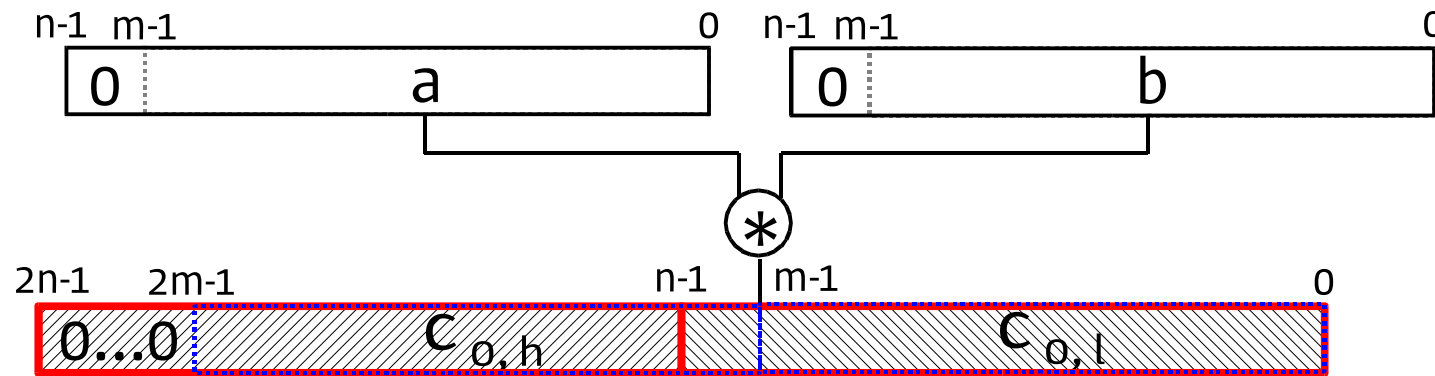 n-1 m-1 0 n-1 m-1 0
0 a 0 b
*
2n-1 2m-1 n-1 m-1 0
0...0 C o, h C o, l